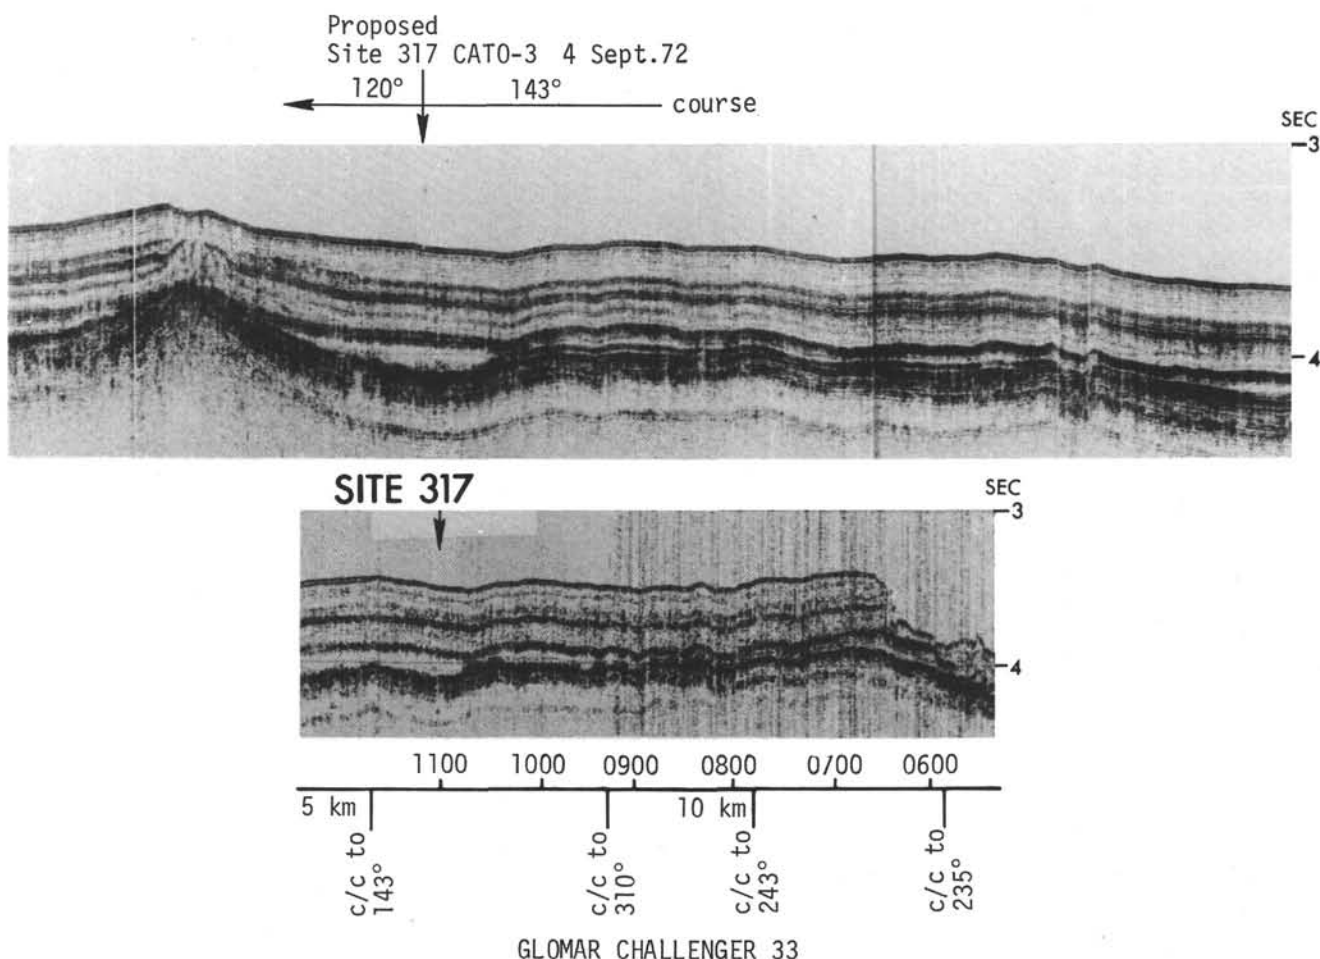 Proposed
Site 317 CATO-3 4 Sept.72
120° 143°
course
SEC
3
4
SITE 317
SEC
3
4
1100 1000 0900 0800 0700 0600
5 km 10 km
c/c to 143°
c/c to 310°
c/c to 243°
c/c to 235°
GLOMAR CHALLENGER 33